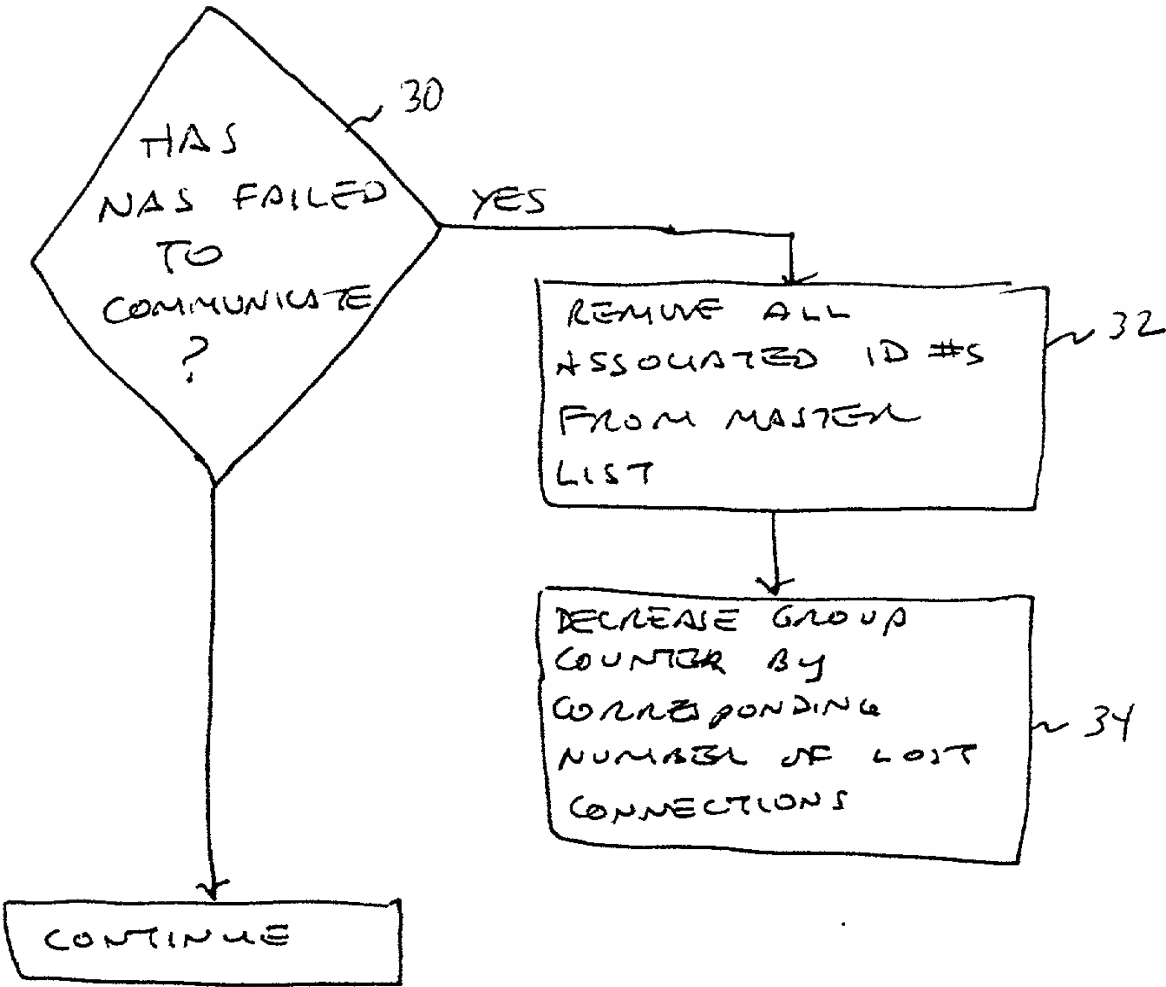 30
HAS
NAS FAILED
TO
COMMUNICATE
?
YES
REMOVE ALL
ASSOCIATED ID #S
FROM MASTER
LIST
32
DECREASE GROUP
COUNTER BY
CORRESPONDING
NUMBER OF LOST
CONNECTIONS
34
CONTINUE